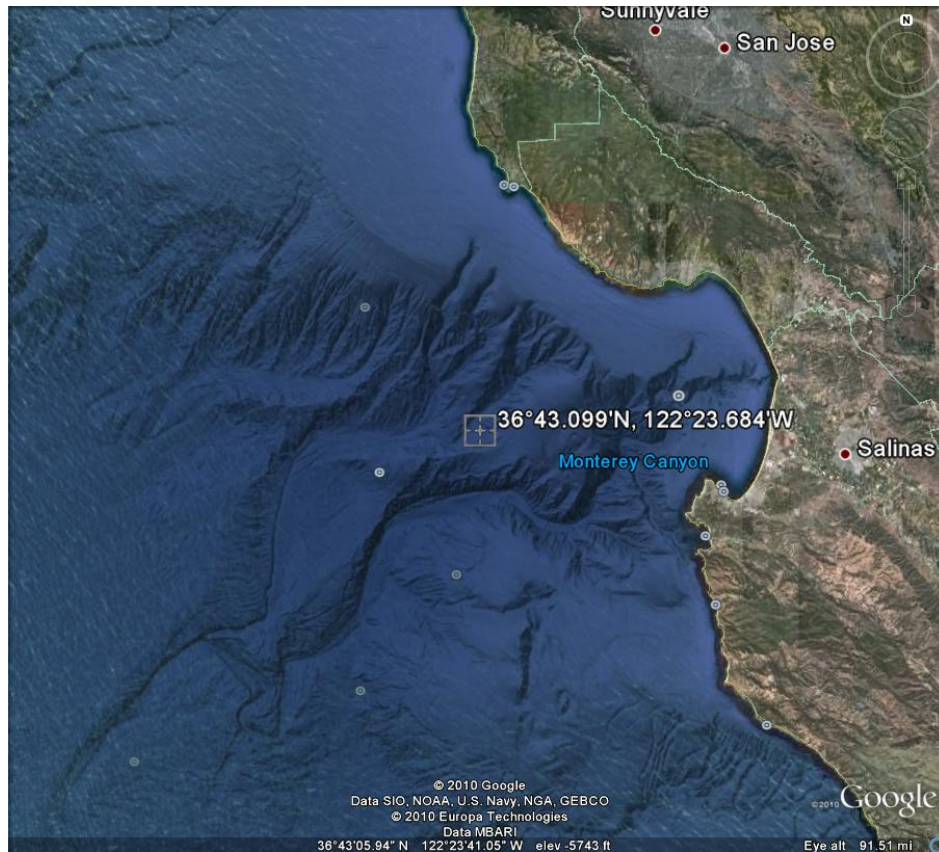 Sunnyvale
N
San Jose
36°43.099'N, 122°23.684'W
Monterey Canyon
Salinas
© 2010 Google
Data SIO, NOAA, U.S. Navy, NGA, GEBCO
© 2010 Europa Technologies
Data MBARI
©2010 Google
36°43'05.94" N 122°23'41.05" W elev -5743 ft Eye alt 91.51 mi